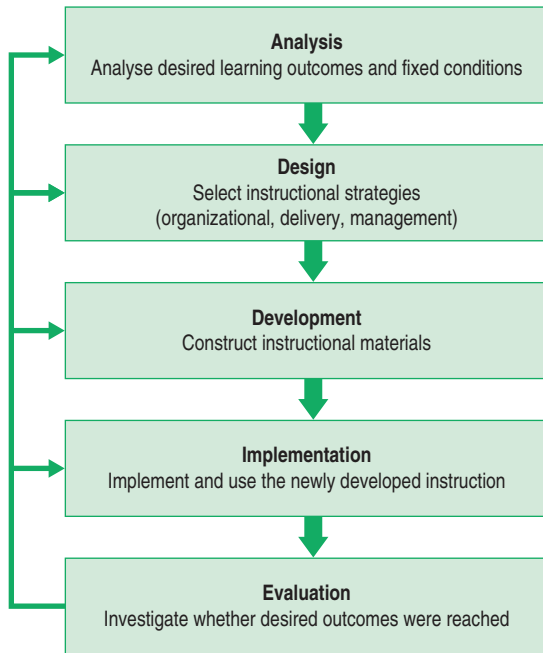 Analysis
Analyse desired learning outcomes and fixed conditions
Design
Select instructional strategies
(organizational, delivery, management)
Development
Construct instructional materials
Implementation
Implement and use the newly developed instruction
Evaluation
Investigate whether desired outcomes were reached